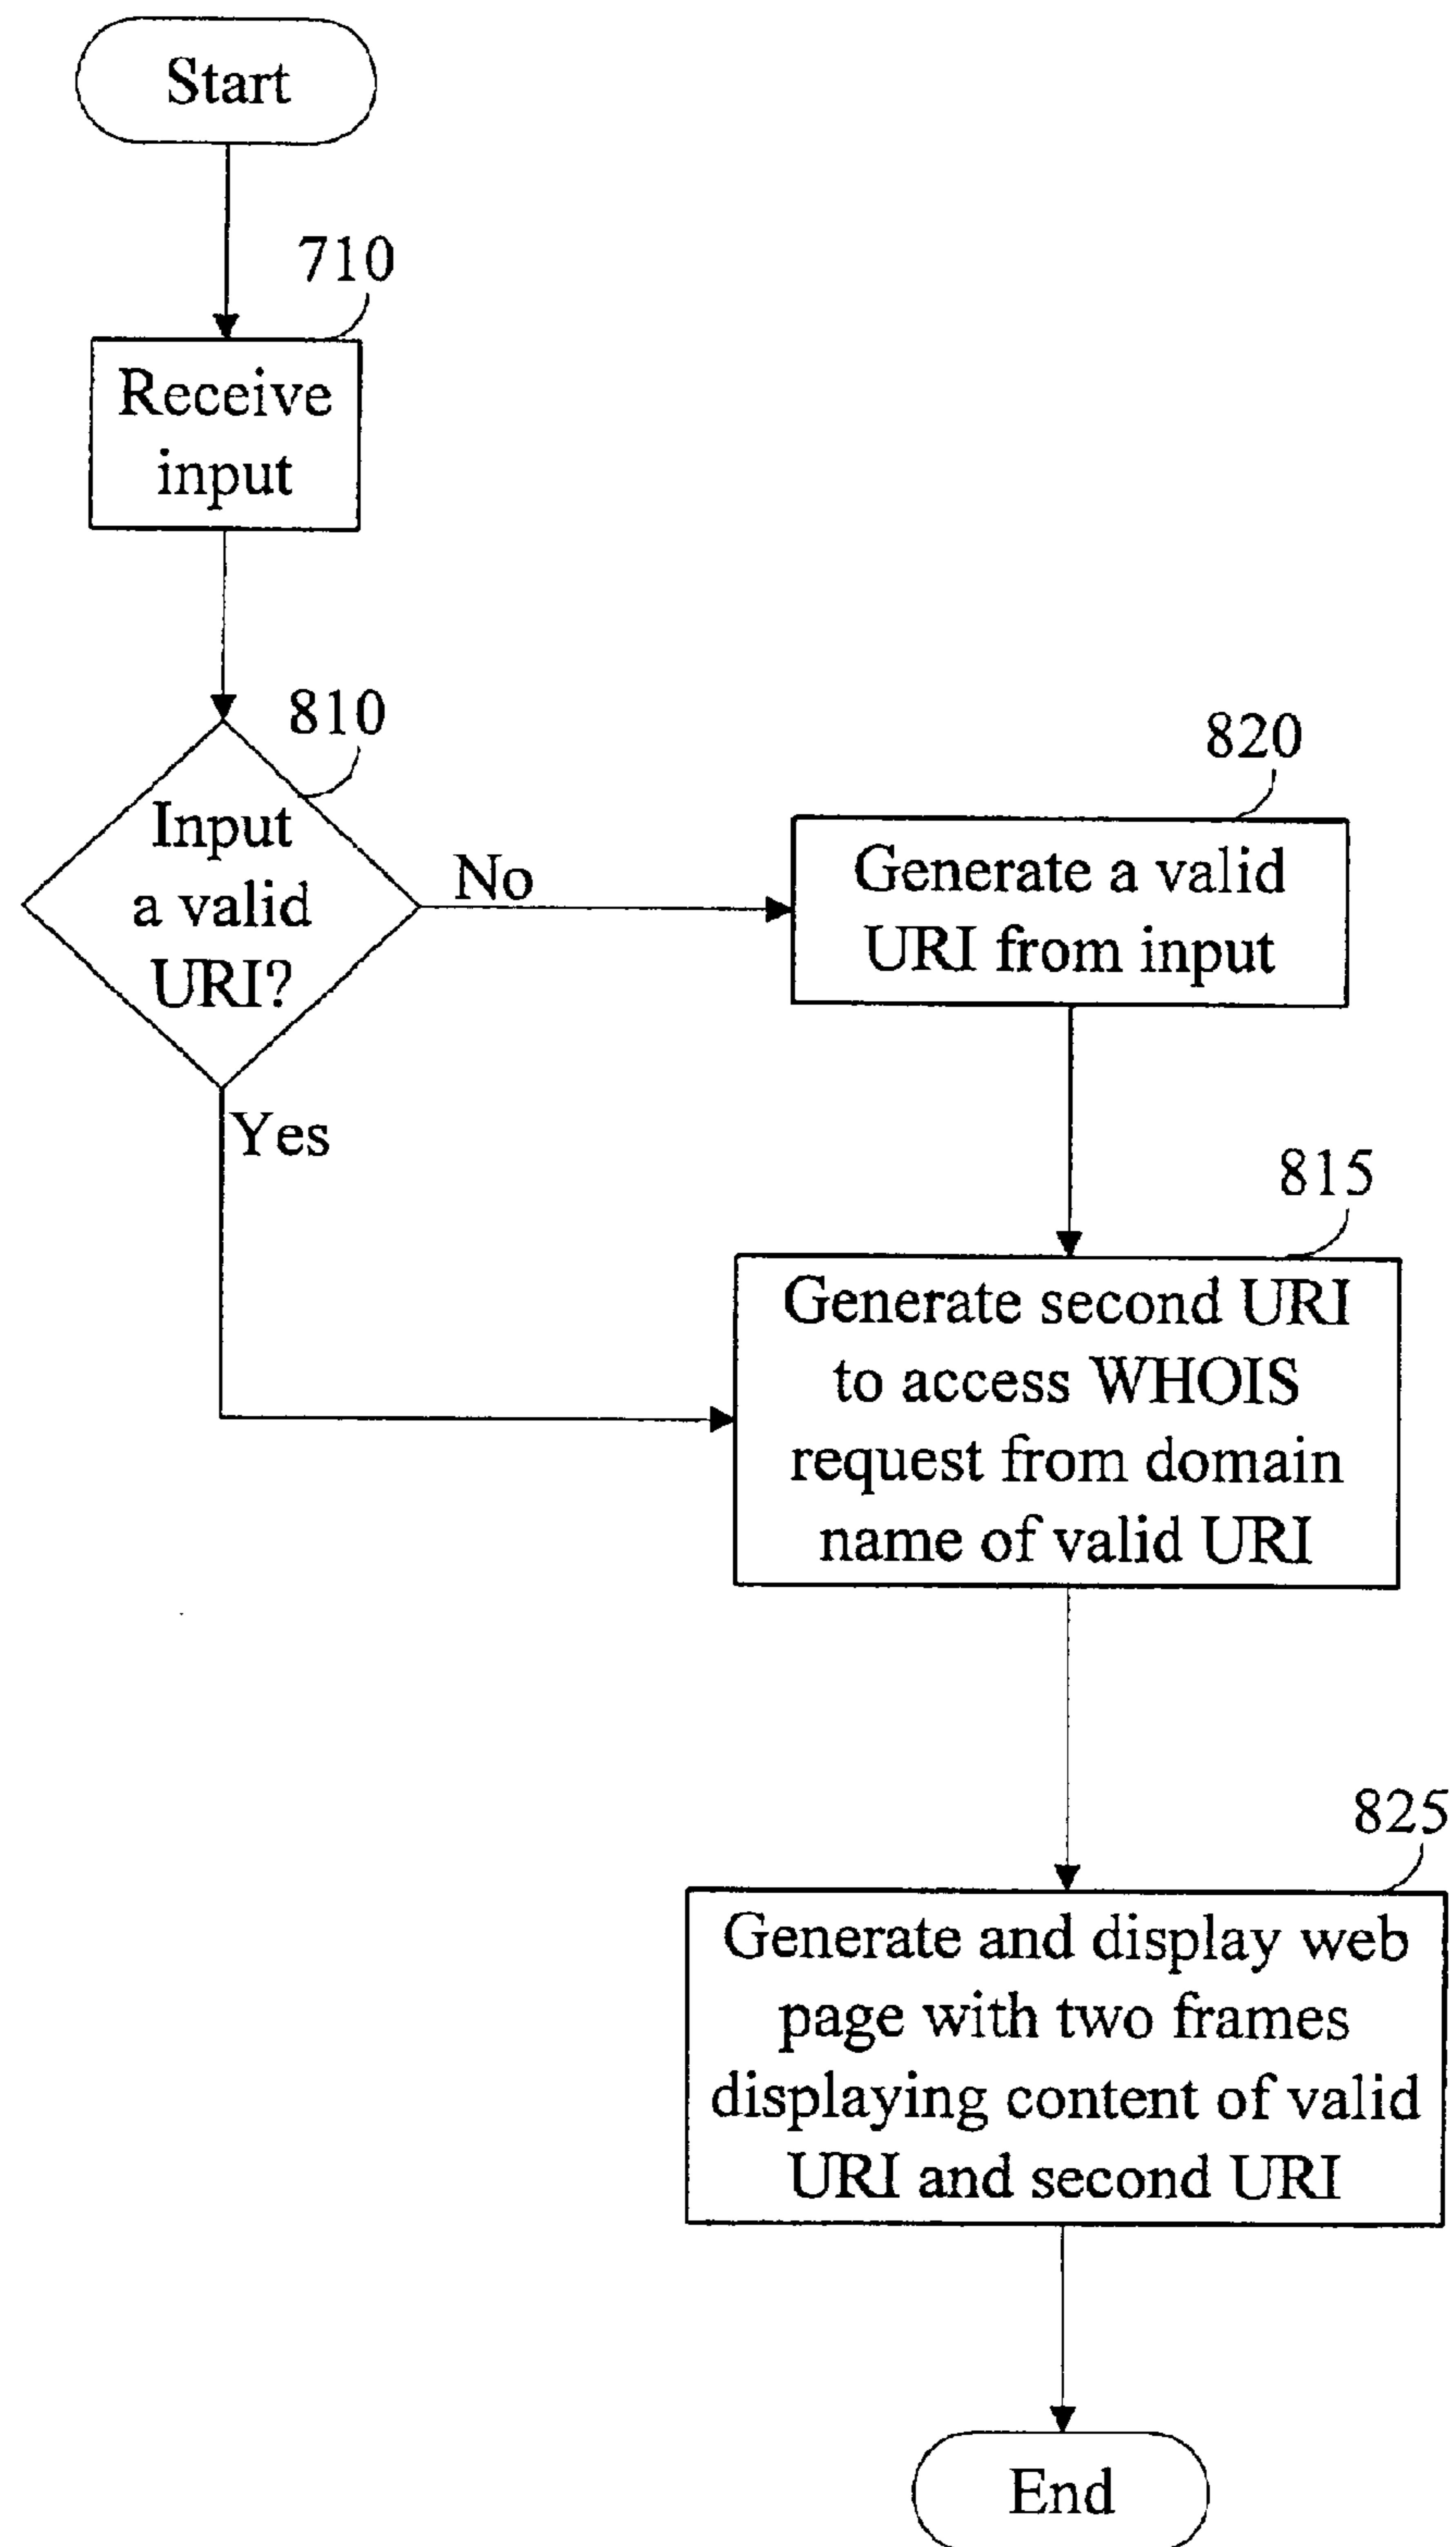 Start
710
Receive
input
810
Input
a valid
URI?
No
Yes
820
Generate a valid
URI from input
815
Generate second URI
to access WHOIS
request from domain
name of valid URI
825
Generate and display web
page with two frames
displaying content of valid
URI and second URI
End